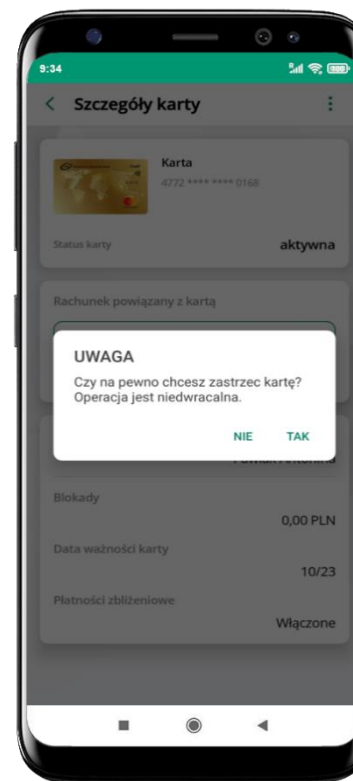 9:34
Szczegóły karty
Karta
4772 **** **** 0168
Status karty
aktywna
Rachunek powiązany z kartą
UWAGA
Czy na pewno chcesz zastrzec kartę?
Operacja jest niedwracalna.
NIE TAK
Blokady
0,00 PLN
Data ważności karty
10/23
Płatności zbliżeniowe
Włączone